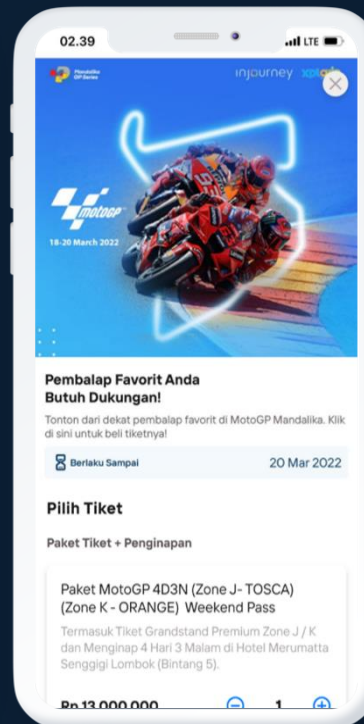 02.39
LTE
Mandalika
GP Series
injourney
MotoGP
18-20 March 2022
93
Pembalap Favorit Anda
Butuh Dukungan!
Tonton dari dekat pembalap favorit di MotoGP Mandalika. Klik
di sini untuk beli tiketnya!
Berlaku Sampai 20 Mar 2022
Pilih Tiket
Paket Tiket + Penginapan
Paket MotoGP 4D3N (Zone J- TOSCA)
(Zone K - ORANGE) Weekend Pass
Termasuk Tiket Grandstand Premium Zone J / K
dan Menginap 4 Hari 3 Malam di Hotel Merumatta
Senggigi Lombok (Bintang 5).
Rp 13.000.000 1